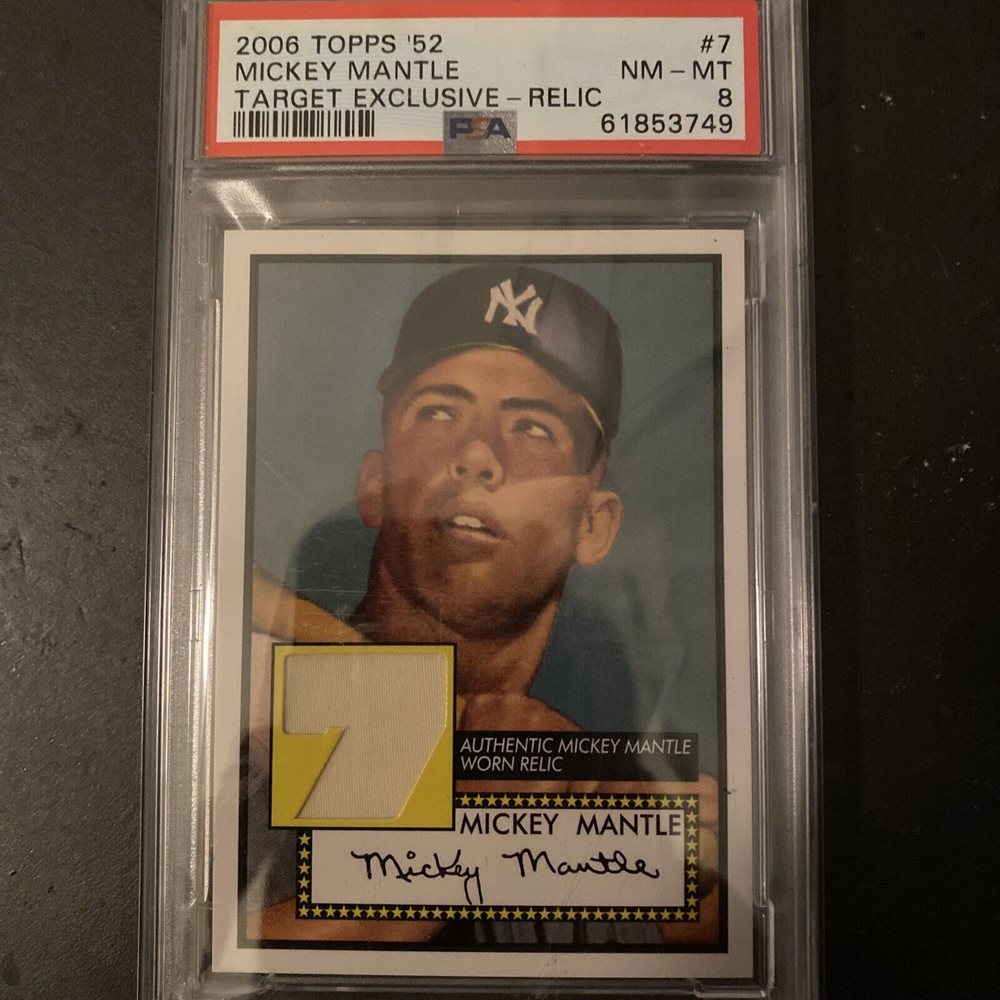 2006 TOPPS '52 #7
MICKEY MANTLE NM – MT
TARGET EXCLUSIVE – RELIC 8
PSA 61853749
NY
7
AUTHENTIC MICKEY MANTLE
WORN RELIC
MICKEY MANTLE
Mickey Mantle